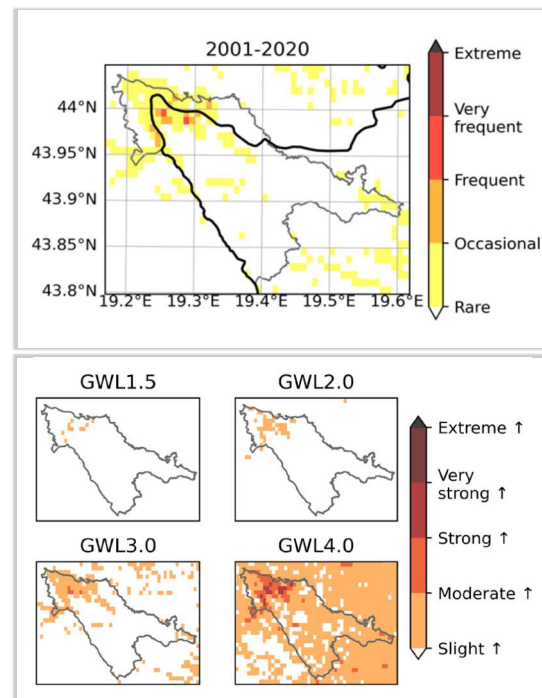 2001-2020
44°N
43.95°N
43.9°N
43.85°N
43.8°N
19.2°E 19.3°E 19.4°E 19.5°E 19.6°E
Extreme
Very
frequent
Frequent
Occasional
Rare
GWL1.5
GWL2.0
GWL3.0
GWL4.0
Extreme ↑
Very
strong ↑
Strong ↑
Moderate ↑
Slight ↑